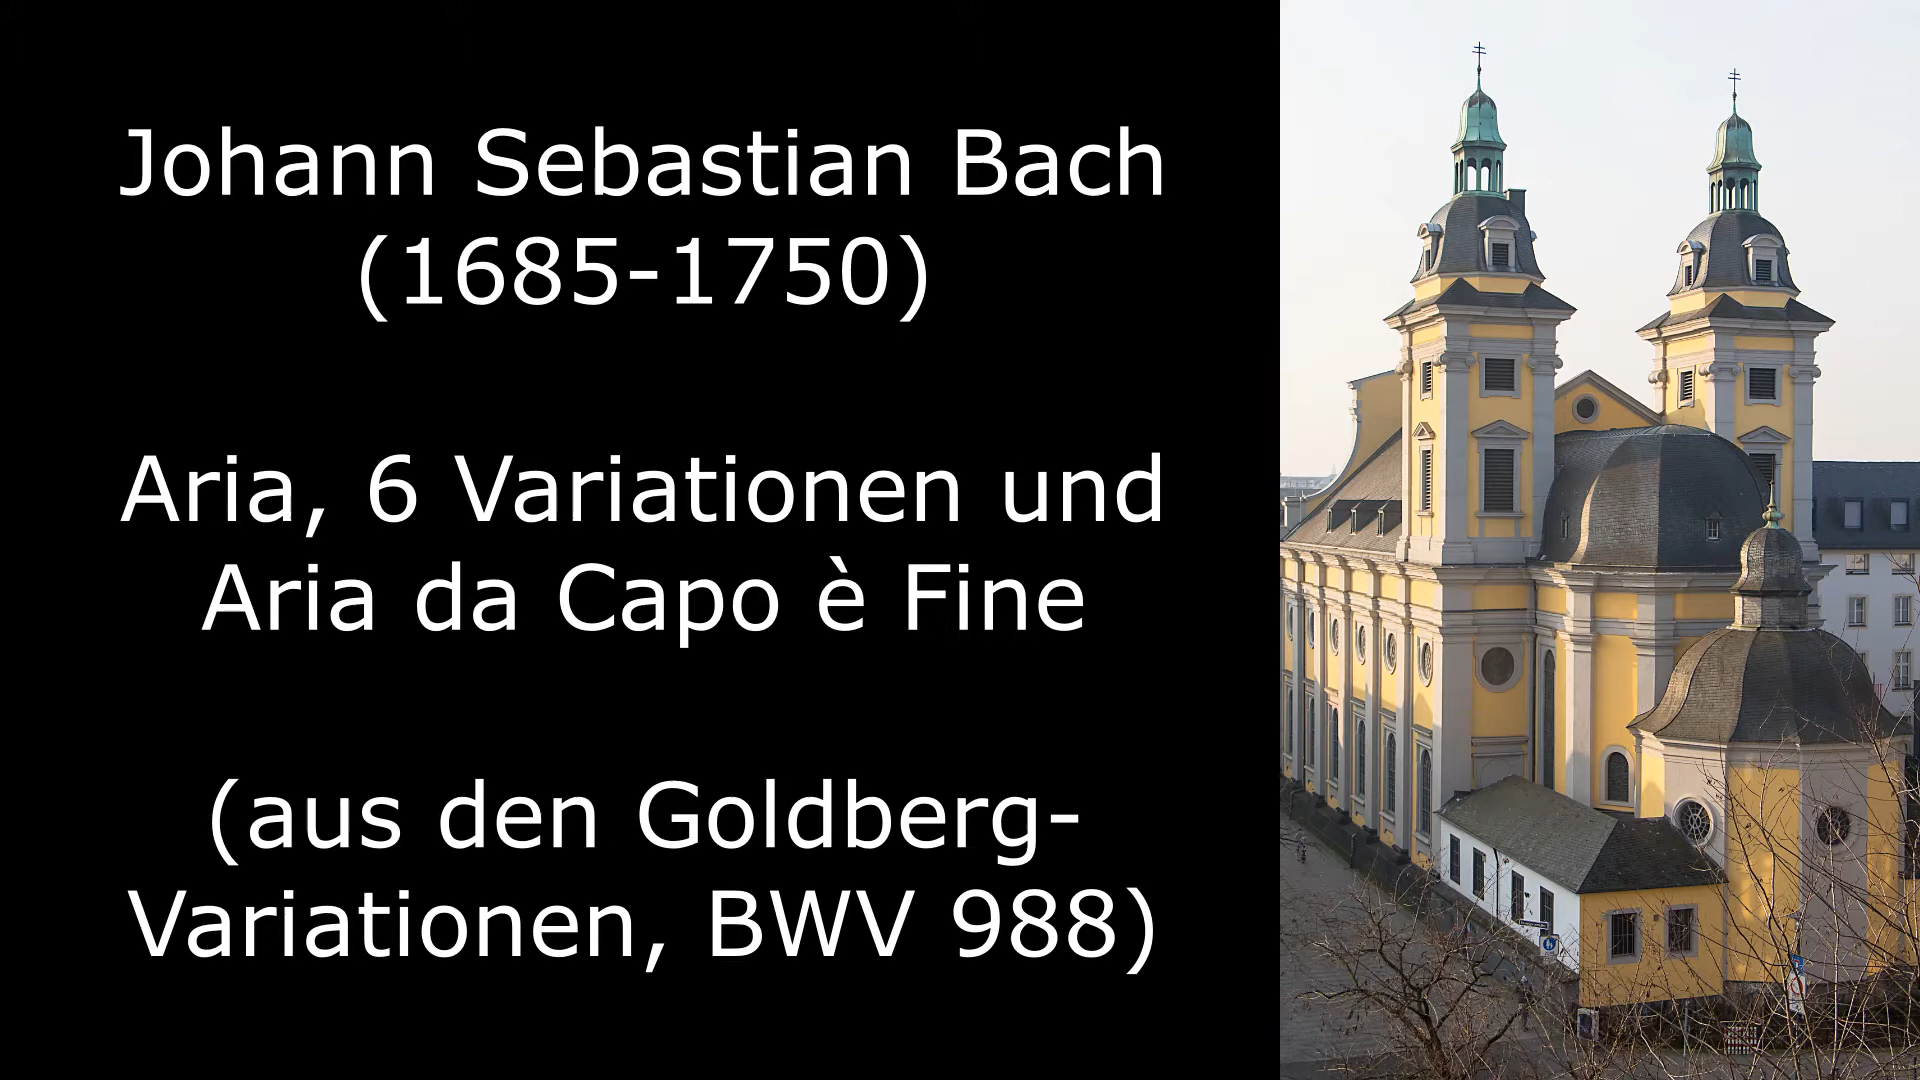 Johann Sebastian Bach
(1685-1750)
Aria, 6 Variationen und
Aria da Capo è Fine
(aus den Goldberg-
Variationen, BWV 988)